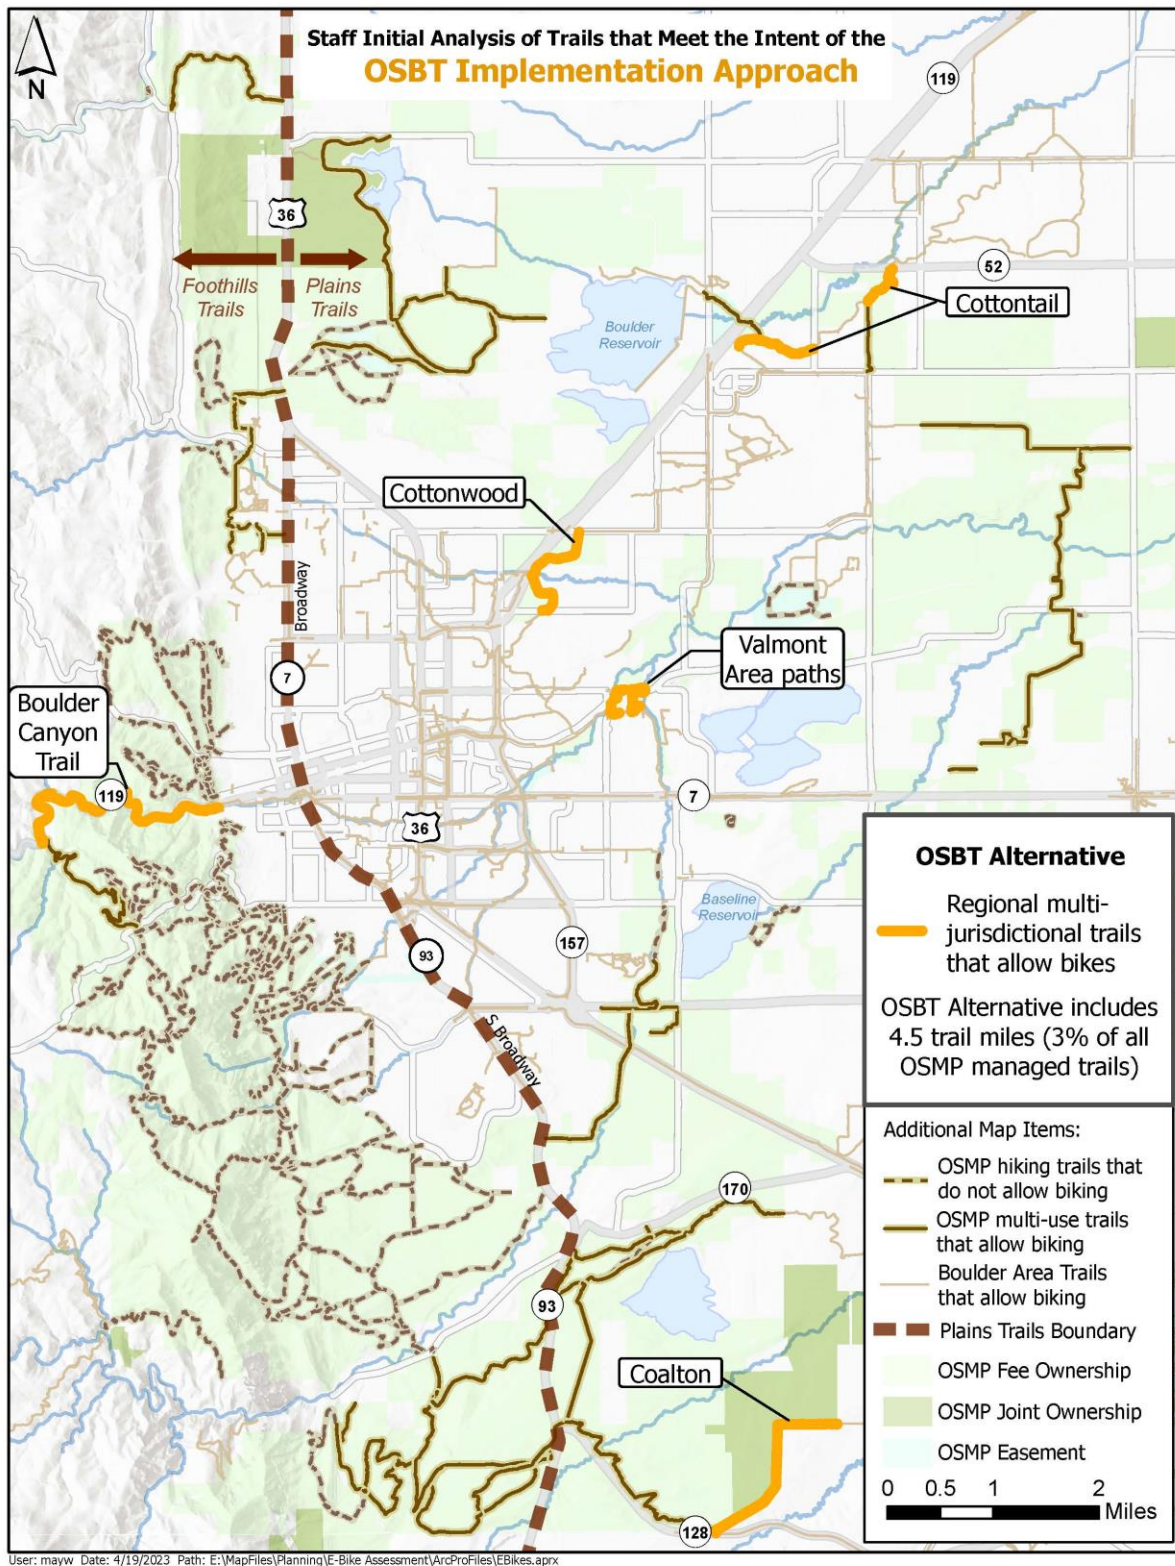 Staff Initial Analysis of Trails that Meet the Intent of the
OSBT Implementation Approach
N
119
36
Foothills
Trails
Plains
Trails
52
Cottontail
Boulder
Reservoir
Cottonwood
Broadway
Valmont
Area paths
7
Boulder
Canyon
Trail
119
7
36
Baseline
Reservoir
157
93
S Broadway
170
93
Coalton
128
OSBT Alternative
Regional multi-
jurisdictional trails
that allow bikes
OSBT Alternative includes
4.5 trail miles (3% of all
OSMP managed trails)
Additional Map Items:
OSMP hiking trails that
do not allow biking
OSMP multi-use trails
that allow biking
Boulder Area Trails
that allow biking
Plains Trails Boundary
OSMP Fee Ownership
OSMP Joint Ownership
OSMP Easement
0 0.5 1 2
Miles
User: mayw Date: 4/19/2023 Path: E:\MapFiles\Planning\E-Bike Assessment\ArcProFiles\EBikes.aprx